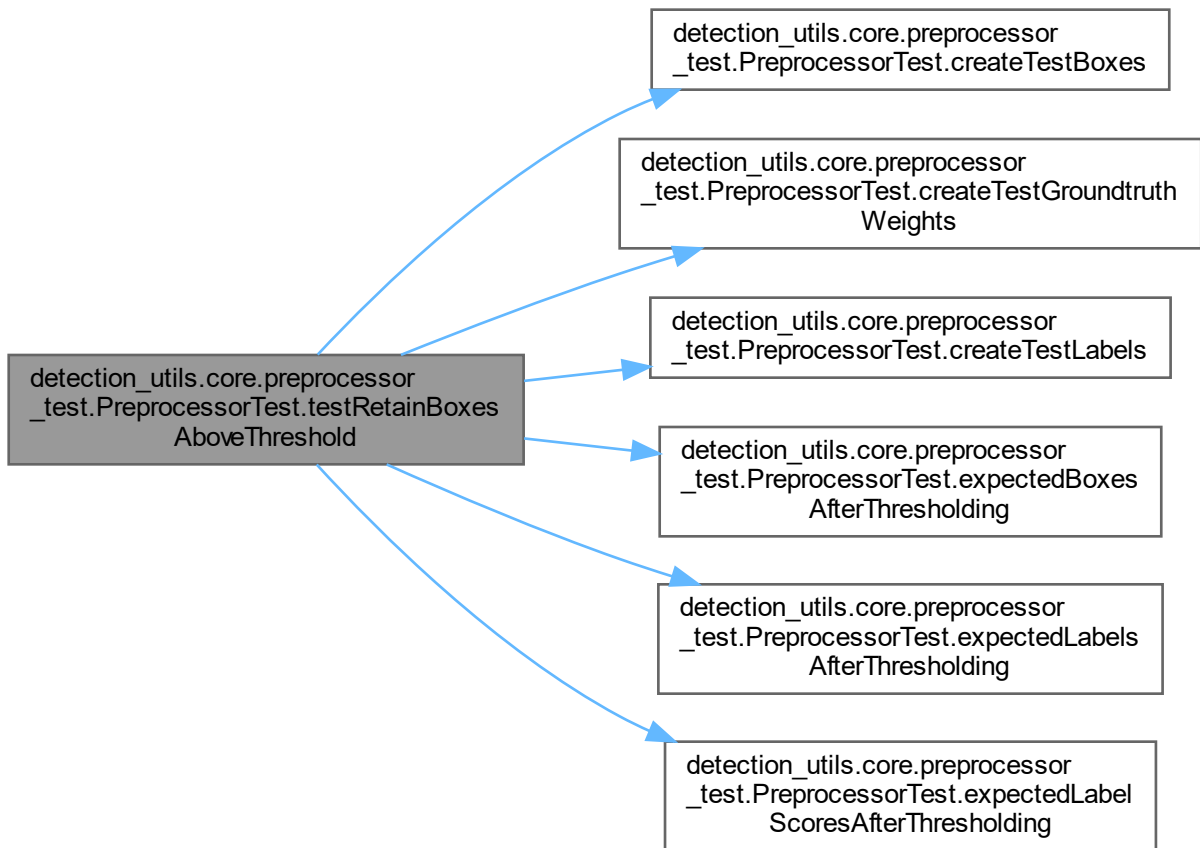 detection_utils.core.preprocessor
_test.PreprocessorTest.createTestBoxes
detection_utils.core.preprocessor
_test.PreprocessorTest.createTestGroundtruth
Weights
detection_utils.core.preprocessor
_test.PreprocessorTest.createTestLabels
detection_utils.core.preprocessor
_test.PreprocessorTest.testRetainBoxes
AboveThreshold
detection_utils.core.preprocessor
_test.PreprocessorTest.expectedBoxes
AfterThresholding
detection_utils.core.preprocessor
_test.PreprocessorTest.expectedLabels
AfterThresholding
detection_utils.core.preprocessor
_test.PreprocessorTest.expectedLabel
ScoresAfterThresholding